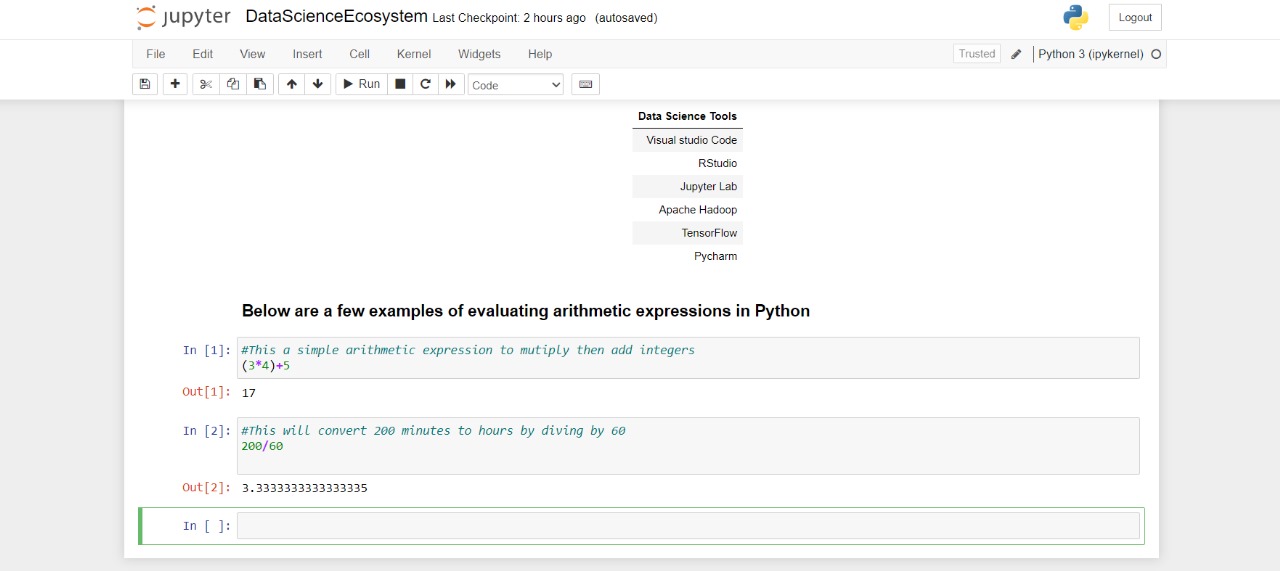 jupyter DataScienceEcosystem Last Checkpoint: 2 hours ago (autosaved) Logout
File Edit View Insert Cell Kernel Widgets Help Trusted Python 3 (ipykernel)
Run Code
Data Science Tools
Visual studio Code
RStudio
Jupyter Lab
Apache Hadoop
TensorFlow
Pycharm
Below are a few examples of evaluating arithmetic expressions in Python
In [1]: #This a simple arithmetic expression to mutiply then add integers
(3*4)+5
Out[1]: 17
In [2]: #This will convert 200 minutes to hours by diving by 60
200/60
Out[2]: 3.3333333333333335
In [ ]: